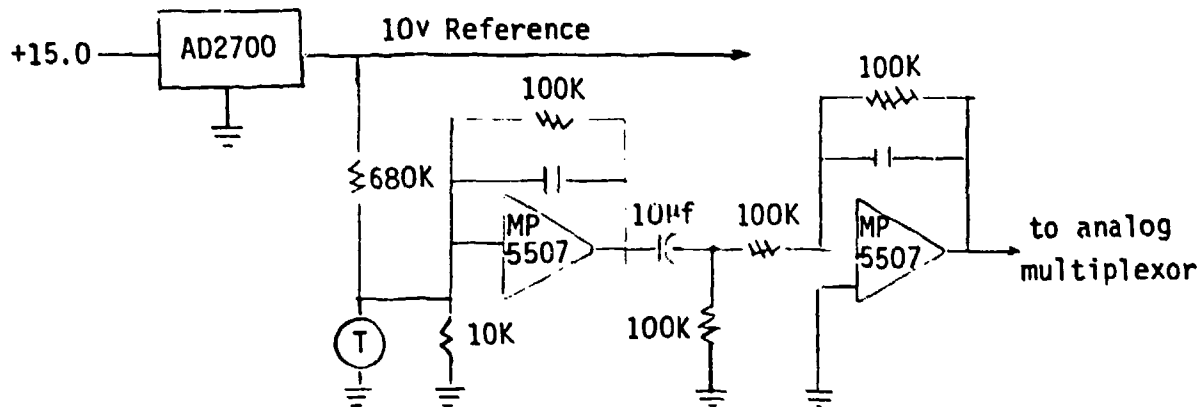 10v Reference
+15.0
AD2700
100K
100K
680K
MP
5507
10µf
100K
MP
5507
to analog
multiplexor
T
10K
100K